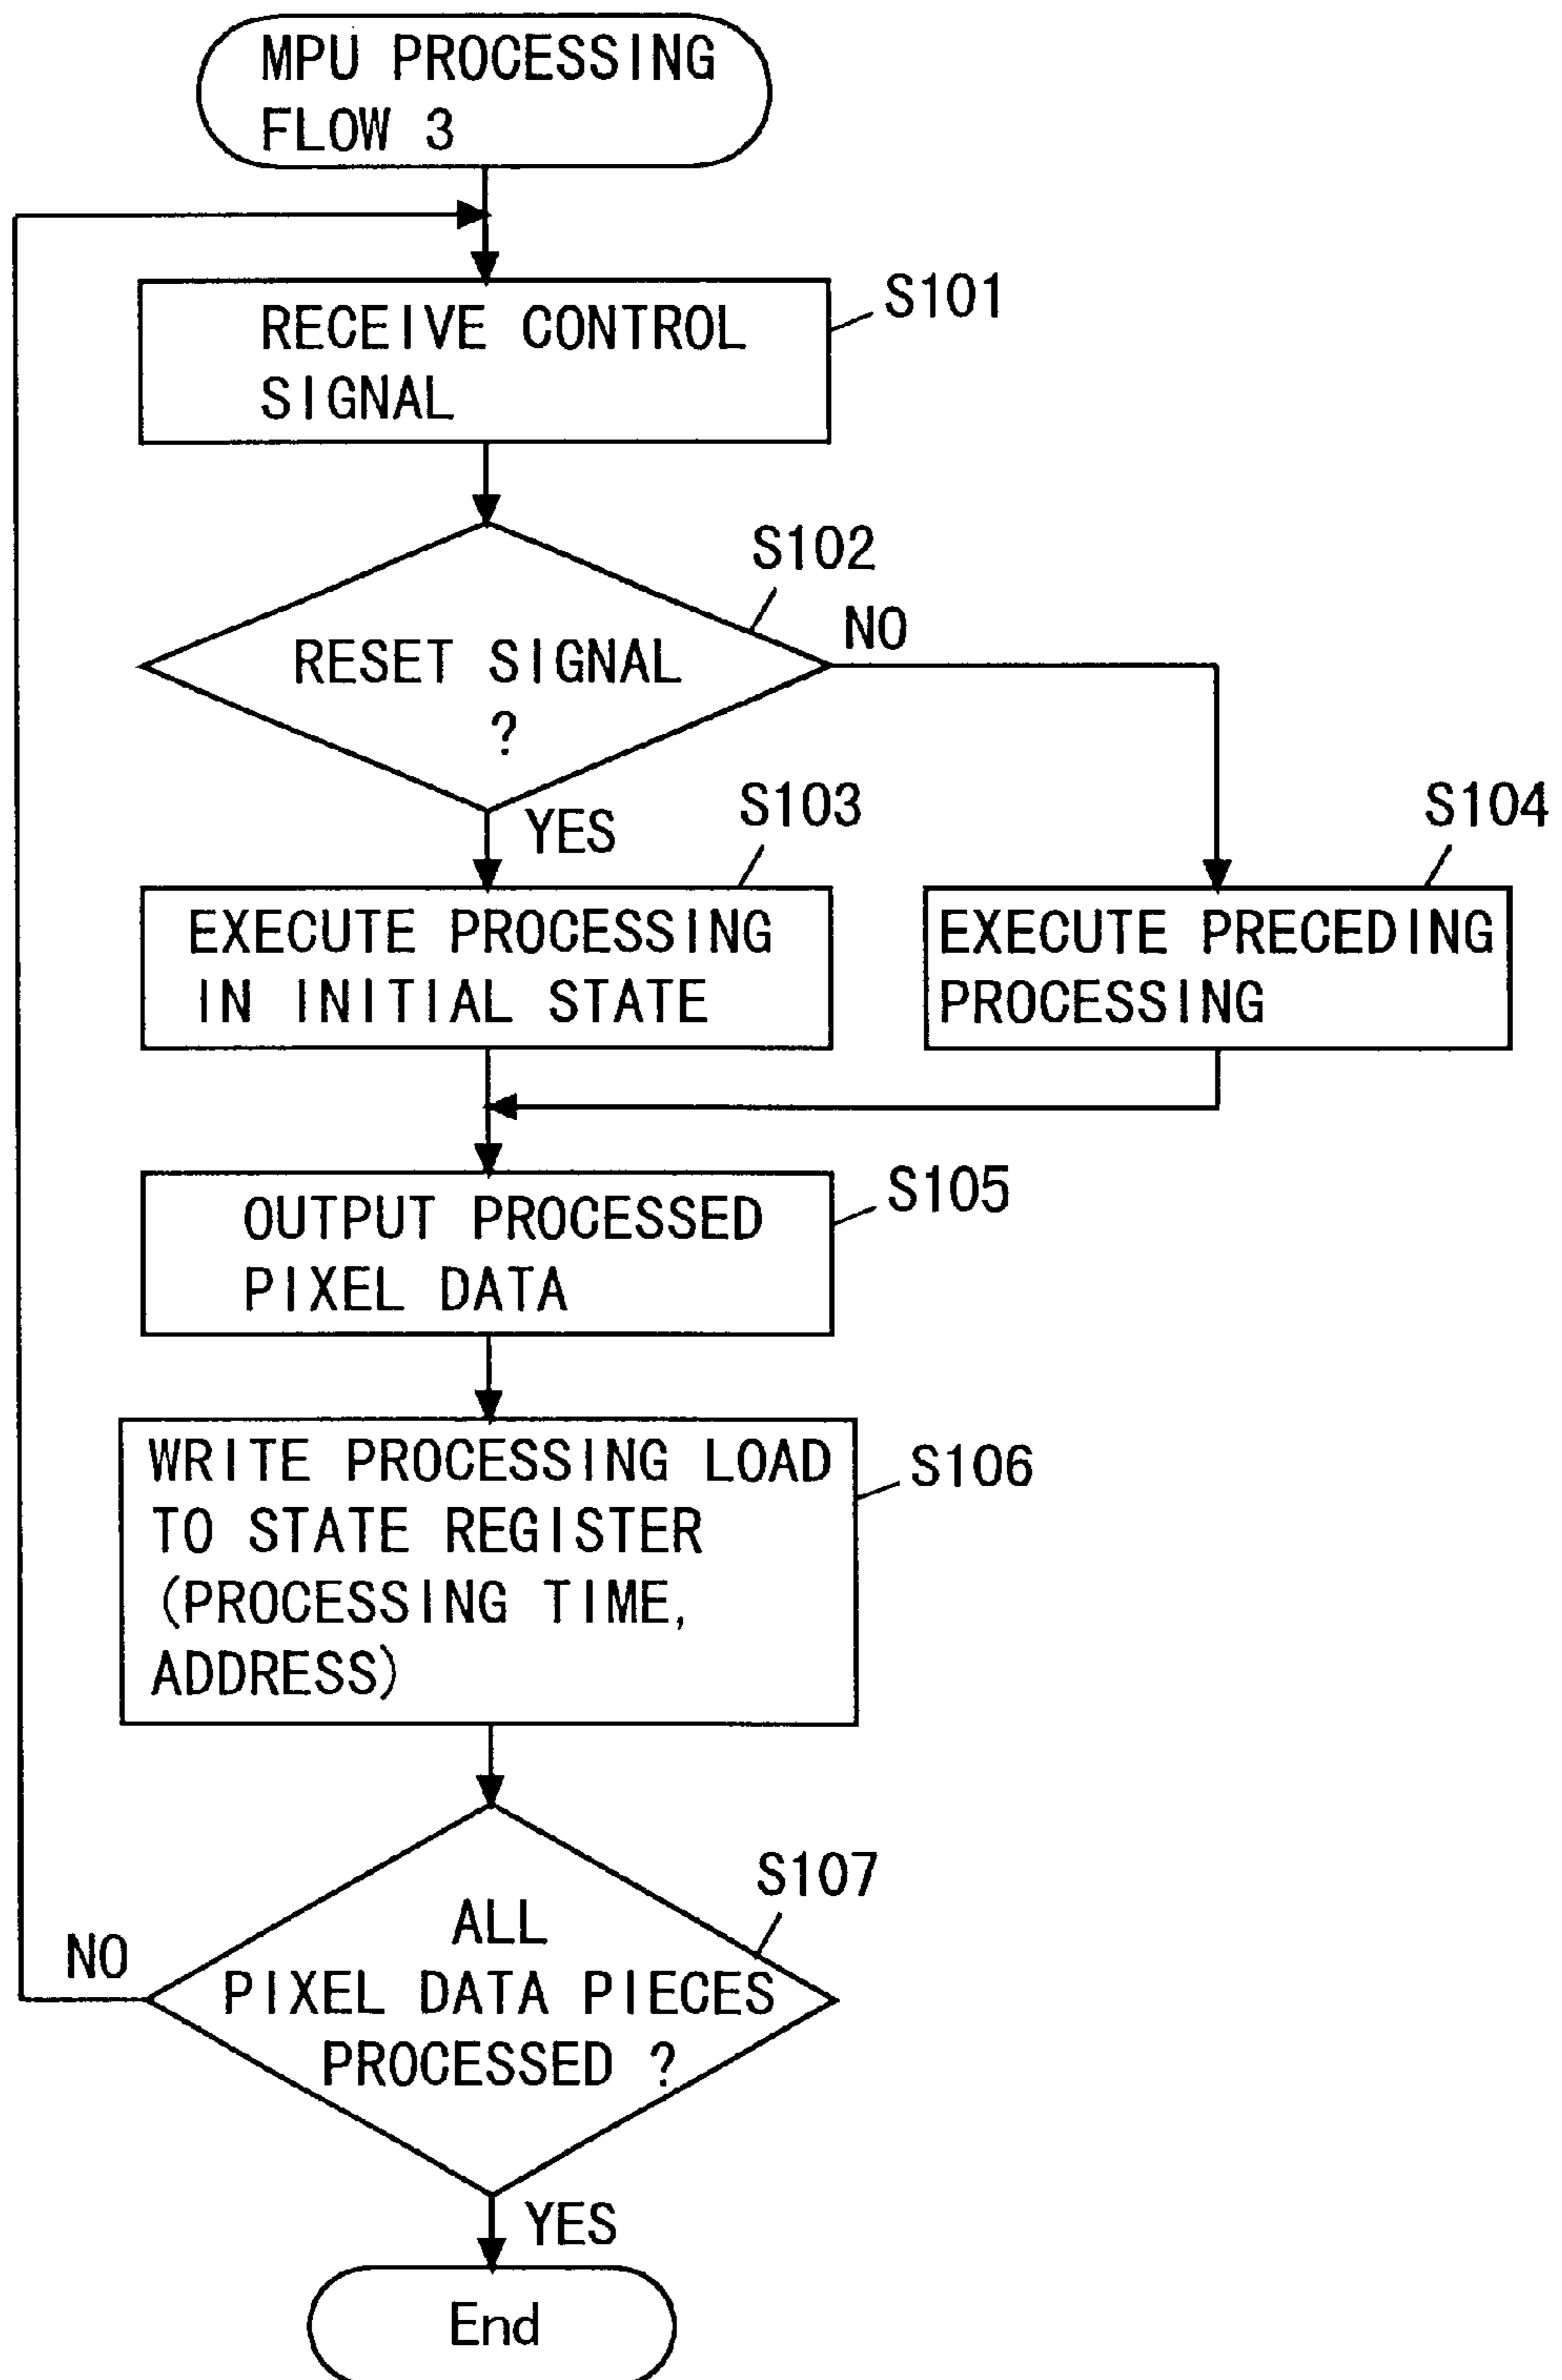 MPU PROCESSING
FLOW 3
S101
RECEIVE CONTROL
SIGNAL
S102
NO
RESET SIGNAL
?
YES
S103
S104
EXECUTE PROCESSING
IN INITIAL STATE
EXECUTE PRECEDING
PROCESSING
S105
OUTPUT PROCESSED
PIXEL DATA
S106
WRITE PROCESSING LOAD
TO STATE REGISTER
(PROCESSING TIME,
ADDRESS)
S107
NO
ALL
PIXEL DATA PIECES
PROCESSED ?
YES
End